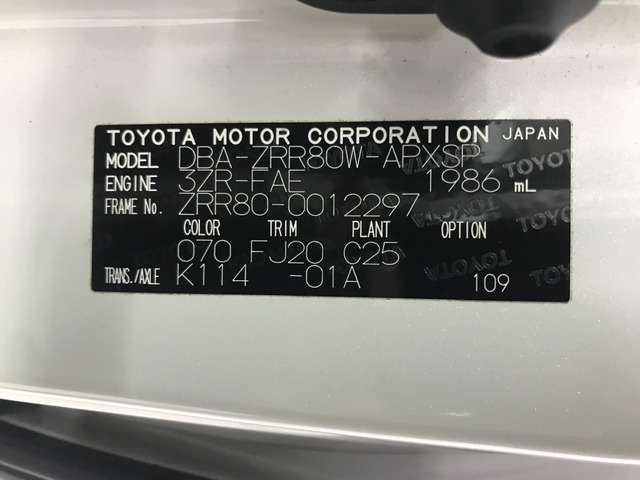 TOYOTA MOTOR CORPORATION JAPAN
MODEL DBA-ZRR80W-APXSP
ENGINE 3ZR-FAE 1986 mL
FRAME No. ZRR80-0012297
COLOR TRIM PLANT OPTION
070 FJ20 C25
TRANS./AXLE K114 -01A 109